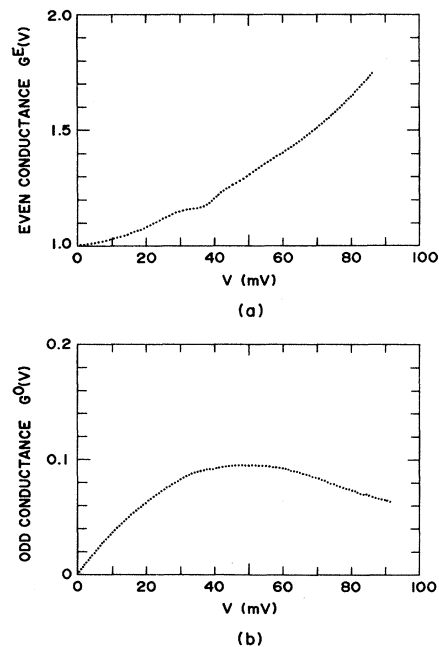 2.0
1.5
1.0
EVEN CONDUCTANCE G^E(V)
0 20 40 60 80 100
V (mV)
(a)
0.2
0.1
0
ODD CONDUCTANCE G^O(V)
0 20 40 60 80 100
V (mV)
(b)